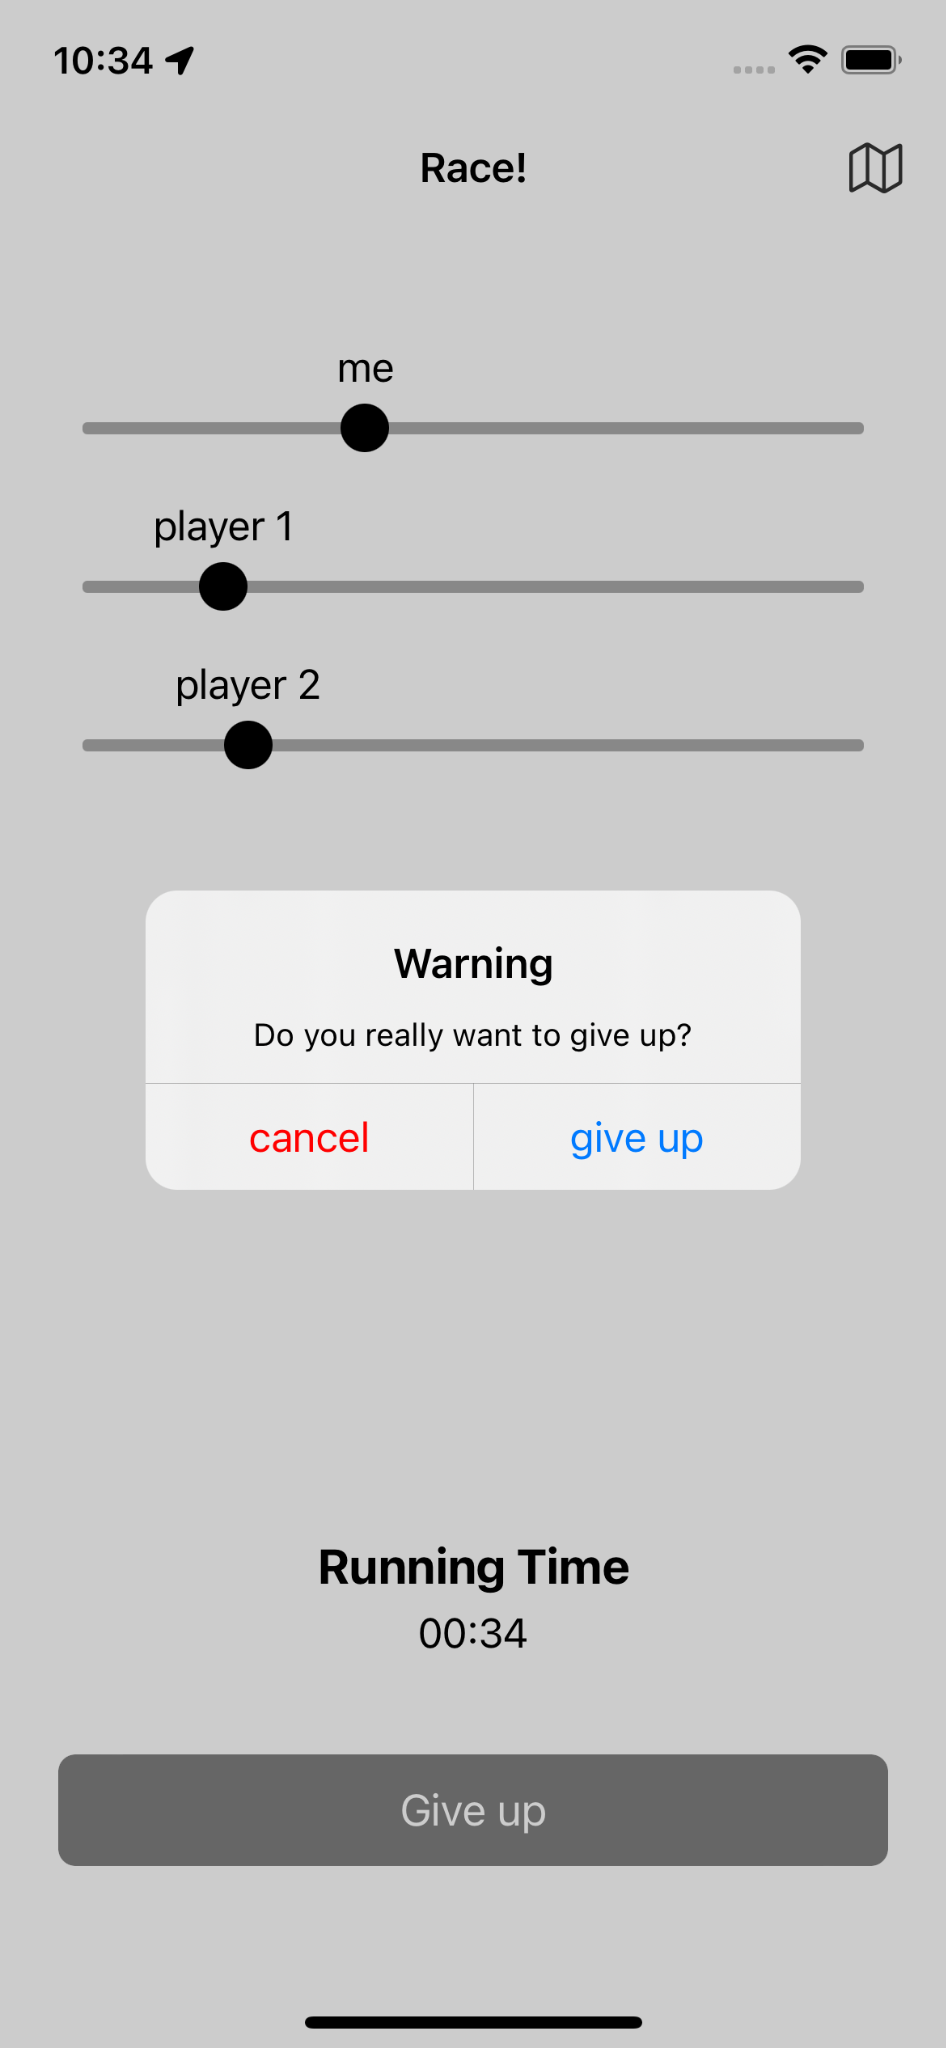 10:34
Race!
me
player 1
player 2
Warning
Do you really want to give up?
cancel
give up
Running Time
00:34
Give up